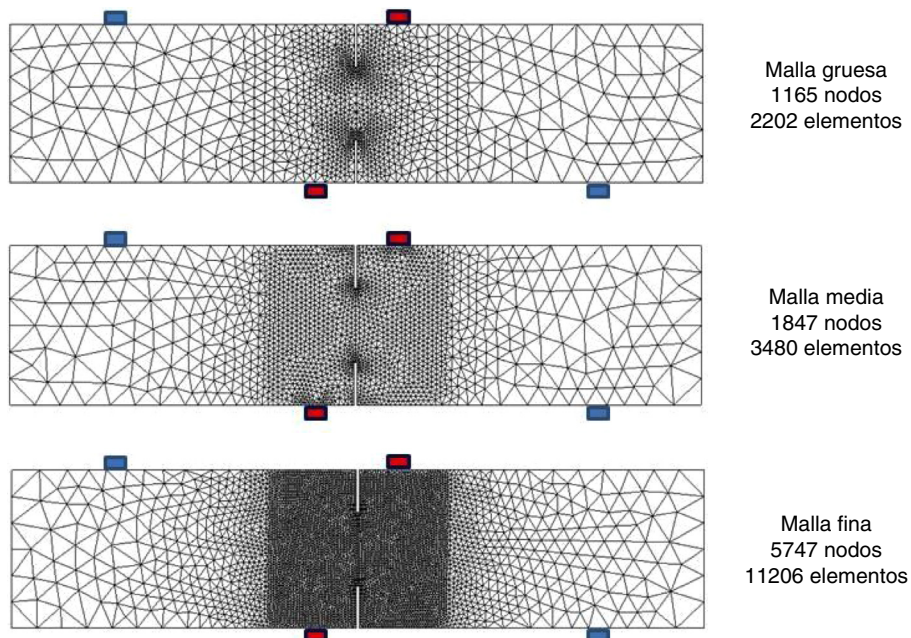 Malla gruesa
1165 nodos
2202 elementos
Malla media
1847 nodos
3480 elementos
Malla fina
5747 nodos
11206 elementos